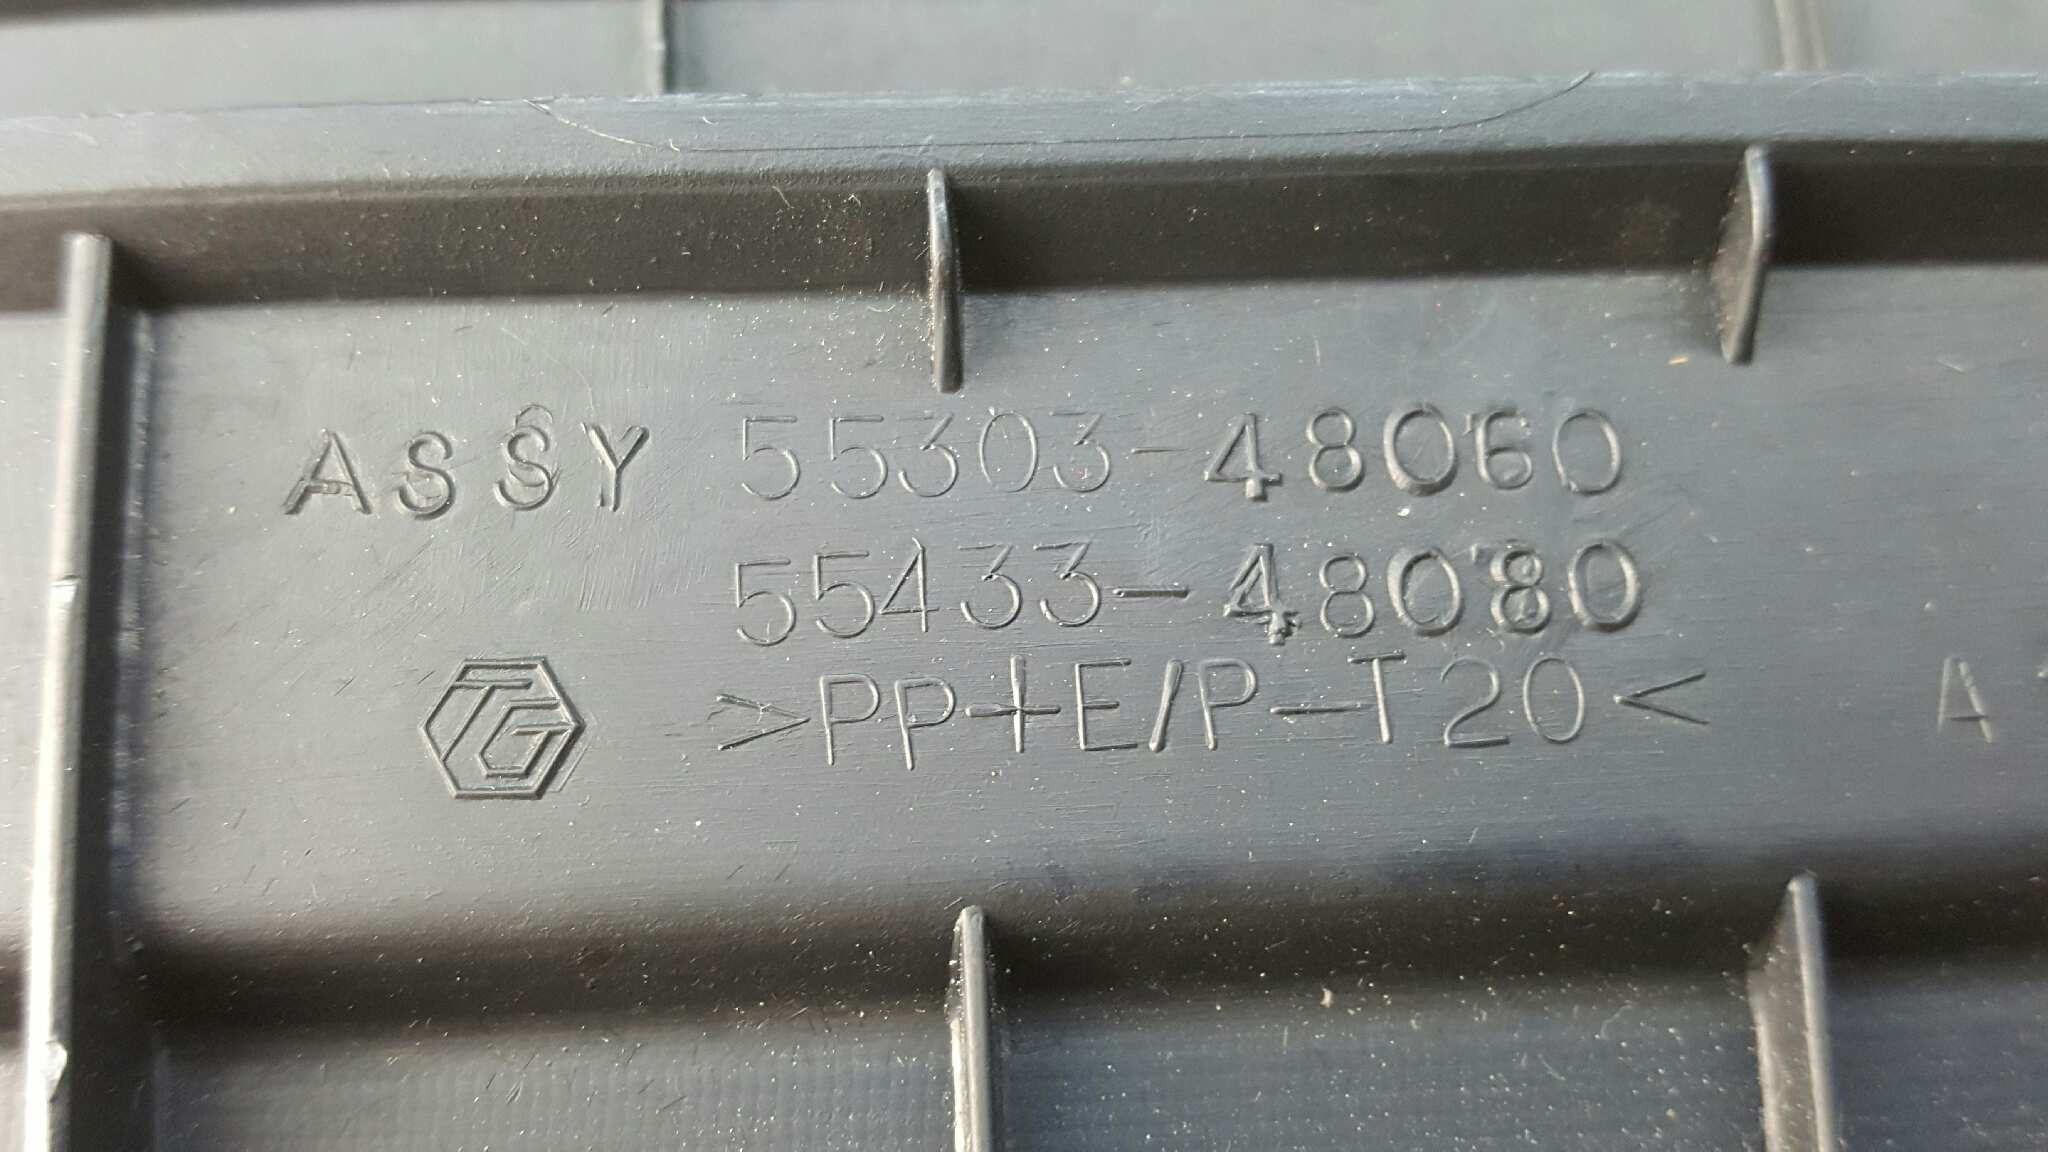 ASSY 55303-48060
55433-48080
TG >PP+E/P-T20< A